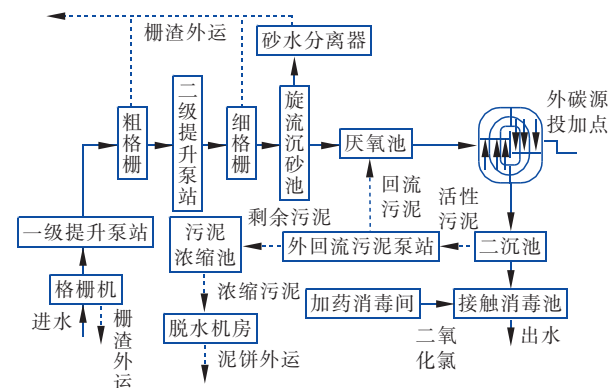 栅渣外运
砂水分离器
粗格栅
二级提升泵站
细格栅
旋流沉砂池
厌氧池
外碳源
投加点
回流
污泥
活性
污泥
一级提升泵站
污泥
浓缩池
剩余污泥
外回流污泥泵站
二沉池
格栅机
浓缩污泥
加药消毒间
接触消毒池
进水
栅渣外运
脱水机房
二氧
化氯
出水
泥饼外运